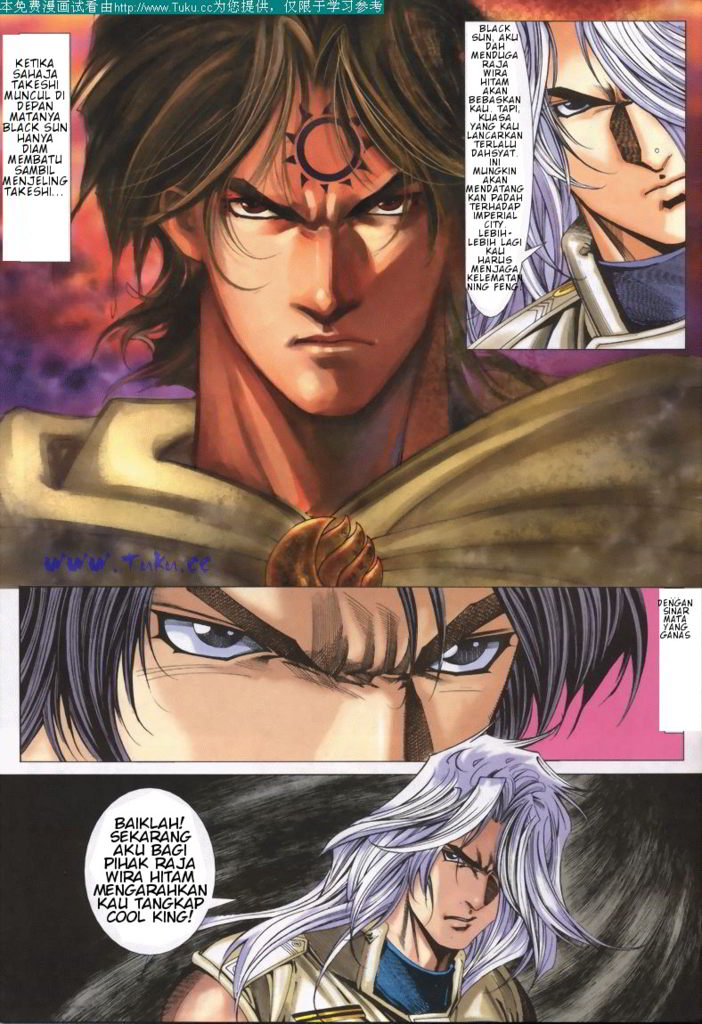 本免费漫画试看由http://www.Tuku.cc为您提供，仅限于学习参考
KETIKA
SAHAJA
TAKESHI
MUNCUL DI
DEPAN
MATANYA
BLACK SUN
HANYA
DIAM
MEMBATU
SAMBIL
MENJELING
TAKESHI...
BLACK
SUN, AKU
DAH
MENDUGA
RAJA
WIRA
HITAM
AKAN
BEBASKAN
KAU. TAPI,
KUASA
YANG KAU
LANCARKAN
TERLALU
DAHSYAT.
INI
MUNGKIN
AKAN
MENDATANG
KAN PADAH
TERHADAP
IMPERIAL
CITY
LEBIH-
LEBIH LAGI
KAU
HARUS
MENJAGA
KELEMATAN
NING FENG
www.Tuku.cc
DENGAN
SINAR
MATA
YANG
GANAS
BAIKLAH!
SEKARANG
AKU BAGI
PIHAK RAJA
WIRA HITAM
MENGARAHKAN
KAU TANGKAP
COOL KING!